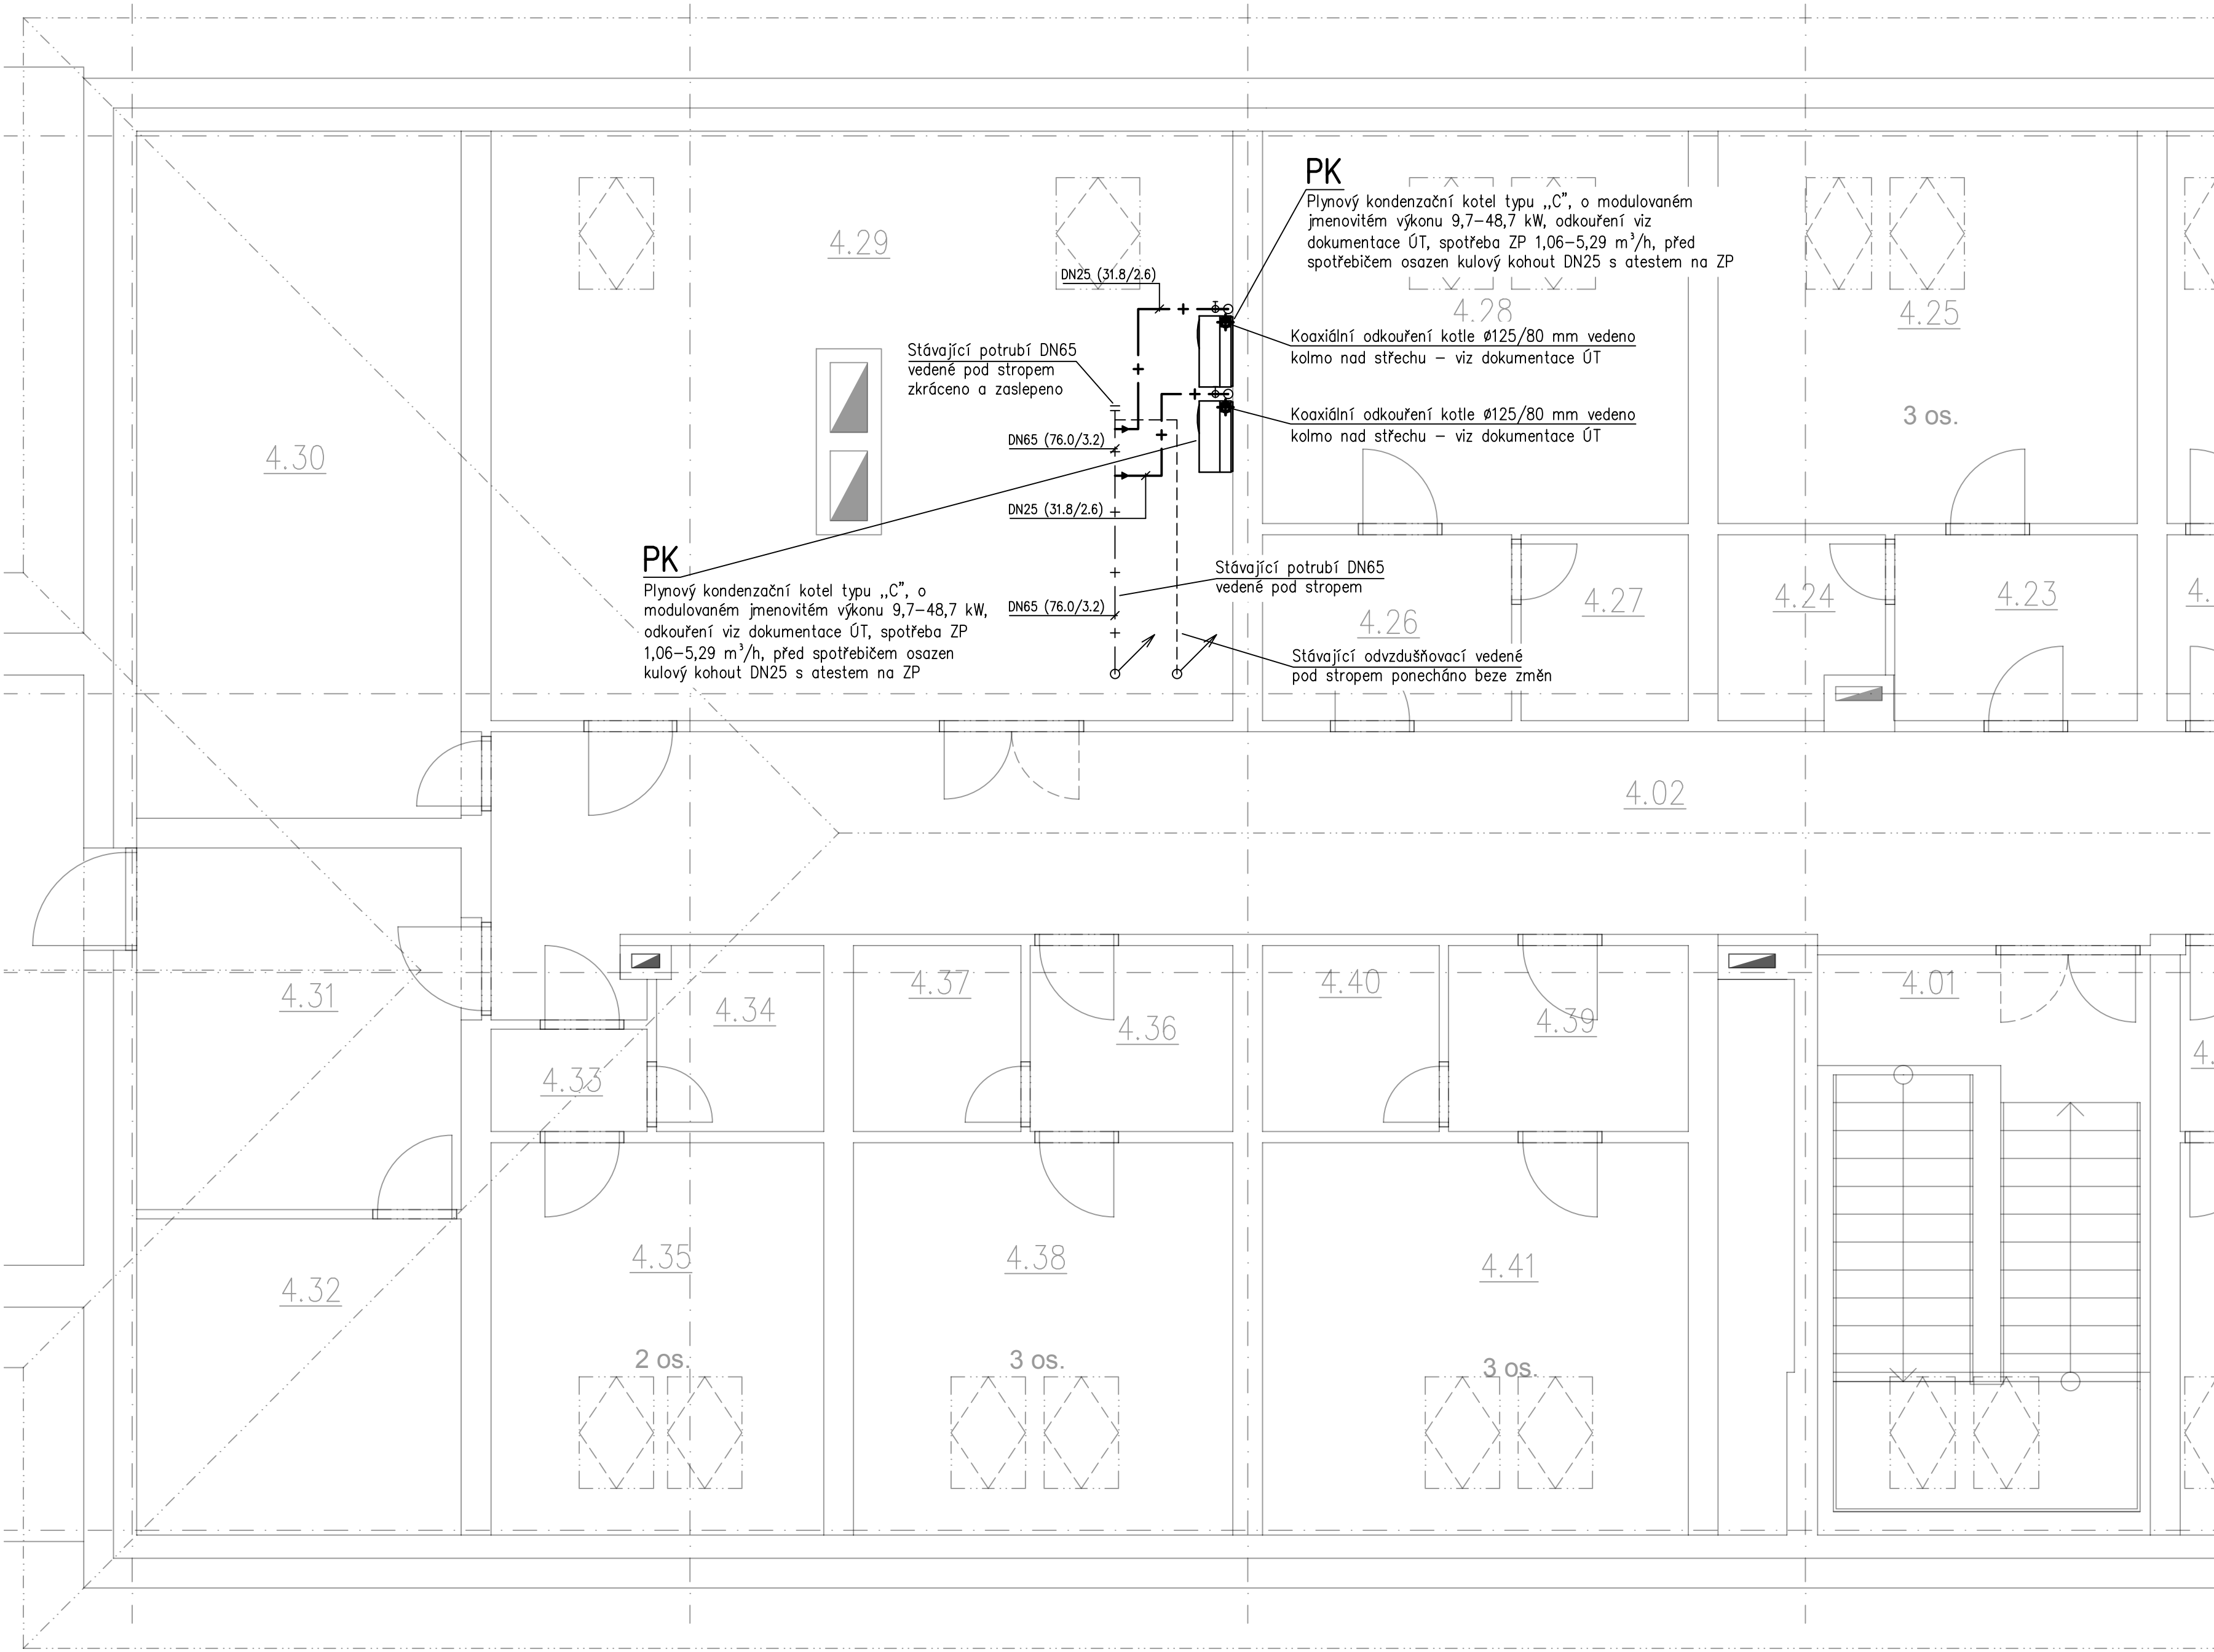 PK
Plynový kondenzační kotel typu ,,C”, o modulovaném
jmenovitém výkonu 9,7–48,7 kW, odkouření viz
dokumentace ÚT, spotřeba ZP 1,06–5,29 m³/h, před
spotřebičem osazen kulový kohout DN25 s atestem na ZP
4.29
DN25 (31.8/2.6)
4.28
4.25
Koaxiální odkouření kotle ø125/80 mm vedeno
kolmo nad střechu – viz dokumentace ÚT
Stávající potrubí DN65
vedené pod stropem
zkráceno a zaslepeno
Koaxiální odkouření kotle ø125/80 mm vedeno
kolmo nad střechu – viz dokumentace ÚT
3 os.
DN65 (76.0/3.2)
4.30
DN25 (31.8/2.6)
PK
Plynový kondenzační kotel typu ,,C”, o
modulovaném jmenovitém výkonu 9,7–48,7 kW,
odkouření viz dokumentace ÚT, spotřeba ZP
1,06–5,29 m³/h, před spotřebičem osazen
kulový kohout DN25 s atestem na ZP
Stávající potrubí DN65
vedené pod stropem
DN65 (76.0/3.2)
4.26
4.27
4.24
4.23
4.
Stávající odvzdušňovací vedené
pod stropem ponecháno beze změn
4.02
4.31
4.34
4.37
4.36
4.40
4.39
4.01
4.33
4.
4.35
4.38
4.41
4.32
2 os.
3 os.
3 os.